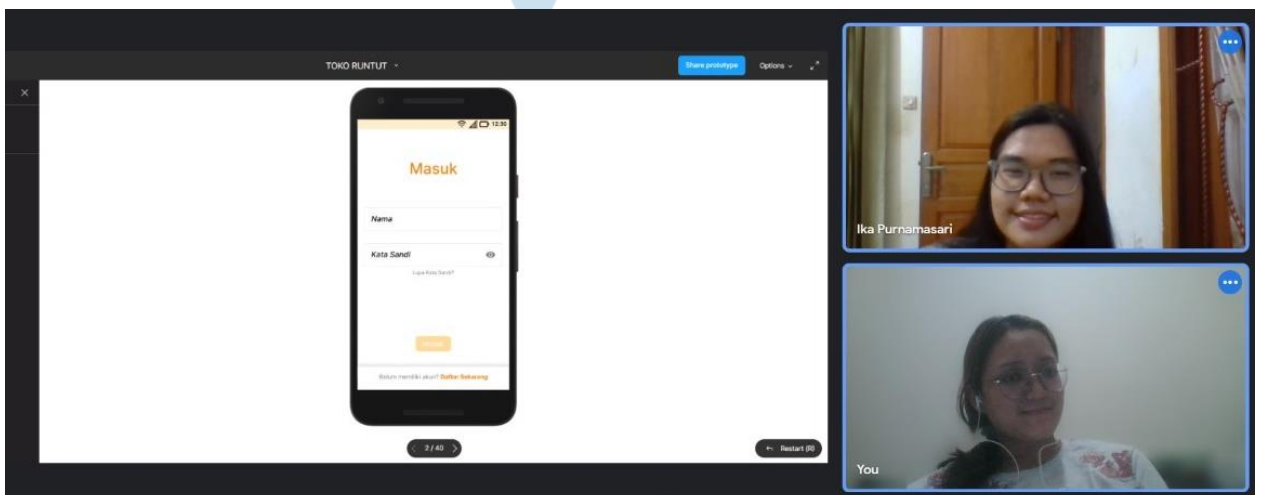 TOKO RUNTUT
Share prototype
Options
12:30
Masuk
Nama
Kata Sandi
Lupa Kata Sandi?
Belum memiliki akun? Daftar Sekarang
2 / 40
Restart (R)
Ika Purnamasari
You